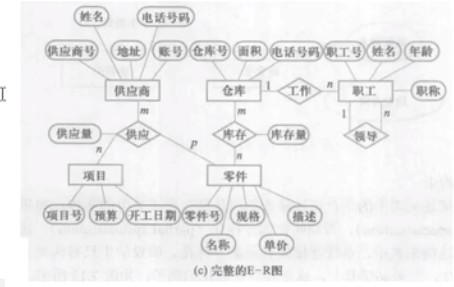 姓名 电话号码
供应商号 地址 账号 仓库号 面积 电话号码 职工号 姓名 年龄
供应商 仓库 1 工作 n 职工 职称
m m 1 n
供应量 供应 库存 库存量 领导
n p n
项目 零件
项目号 预算 开工日期 零件号 规格 描述
名称 单价
(c) 完整的E-R图